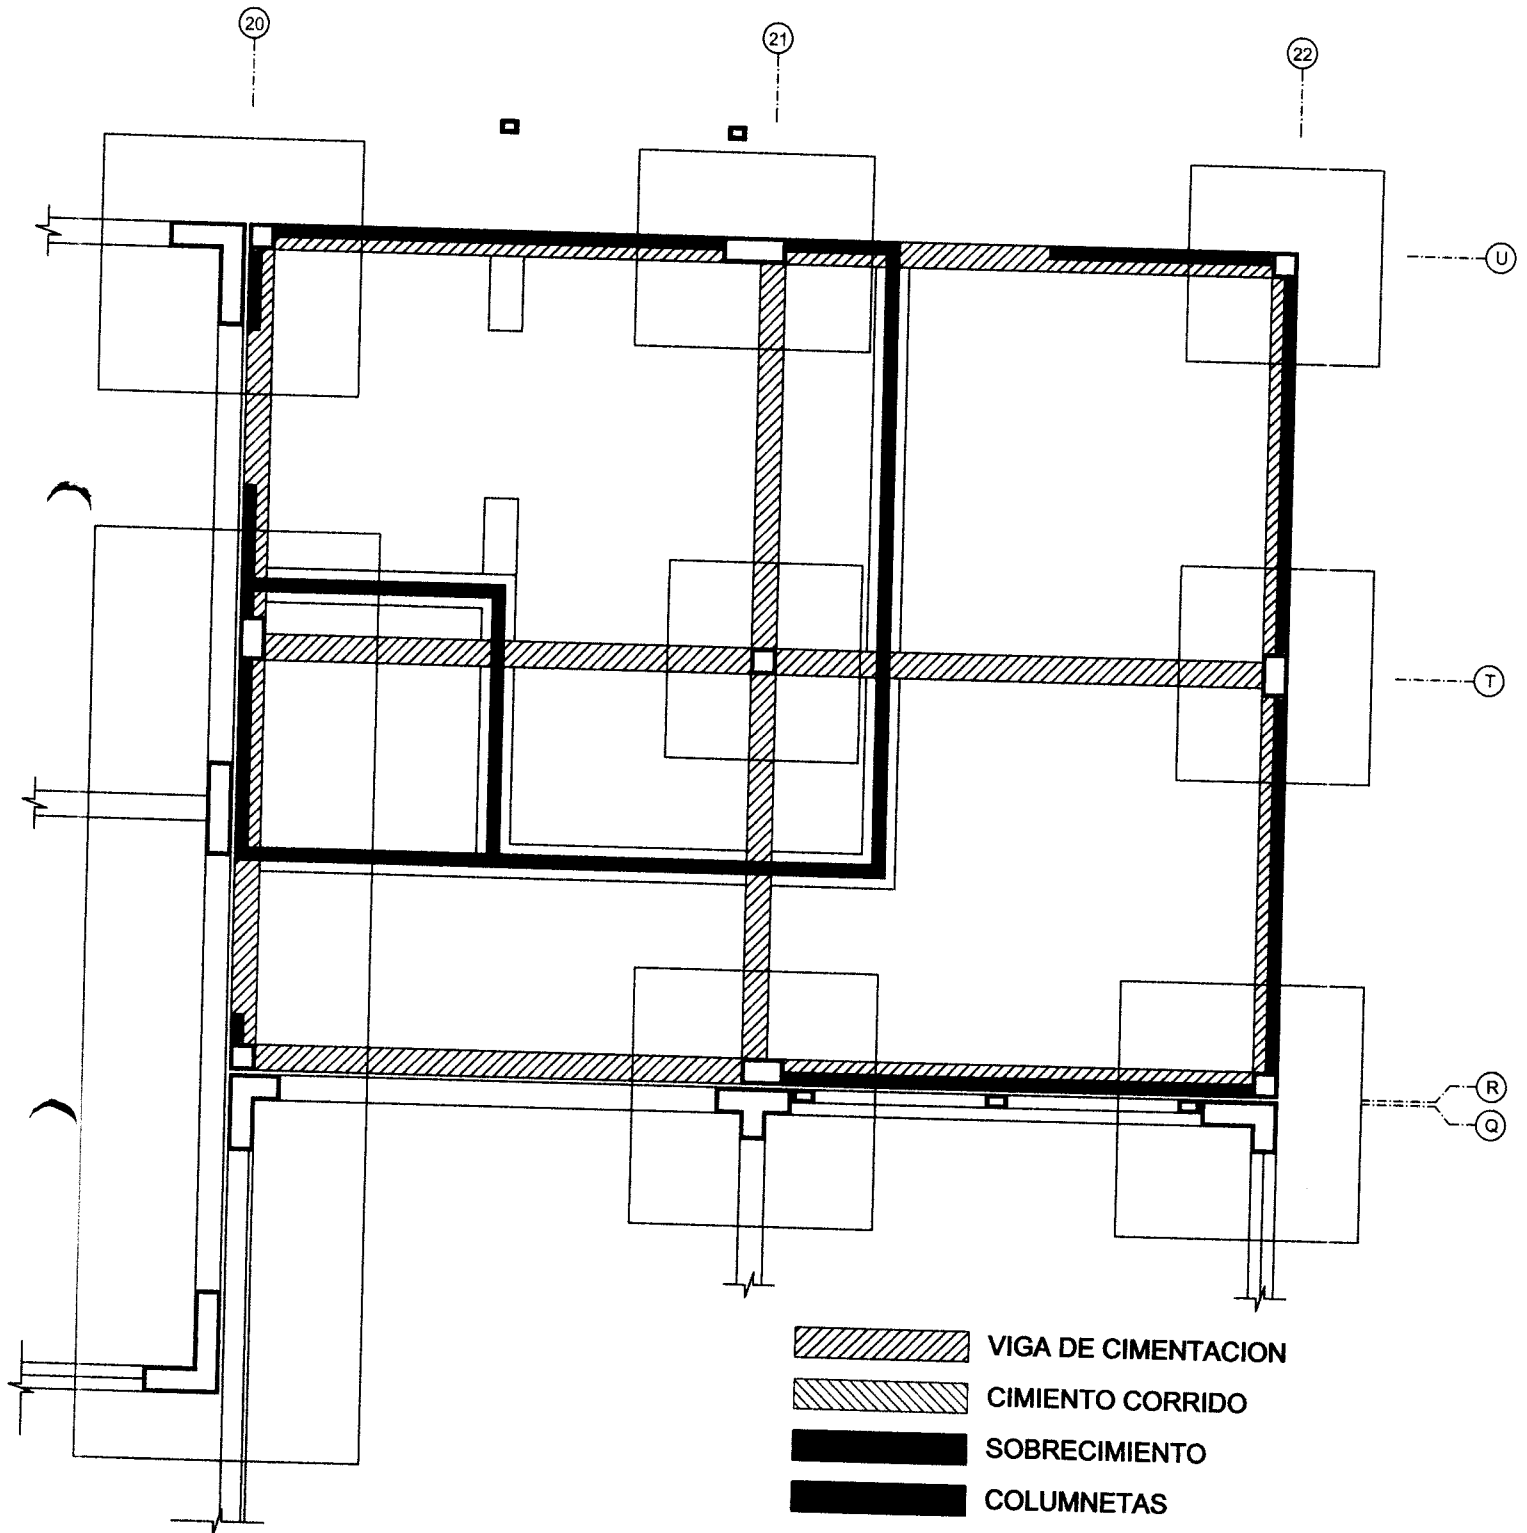 20
21
22
U
T
R
Q
VIGA DE CIMENTACION
CIMIENTO CORRIDO
SOBRECIMIENTO
COLUMNETAS